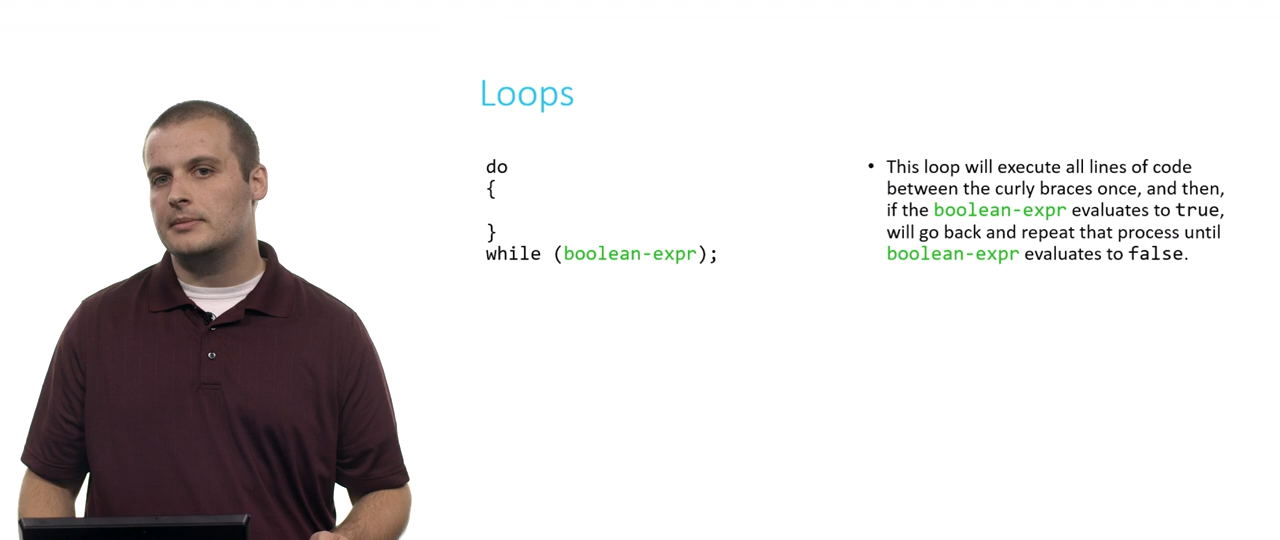 Loops
do
{
}
while (boolean-expr);
• This loop will execute all lines of code
between the curly braces once, and then,
if the boolean-expr evaluates to true,
will go back and repeat that process until
boolean-expr evaluates to false.